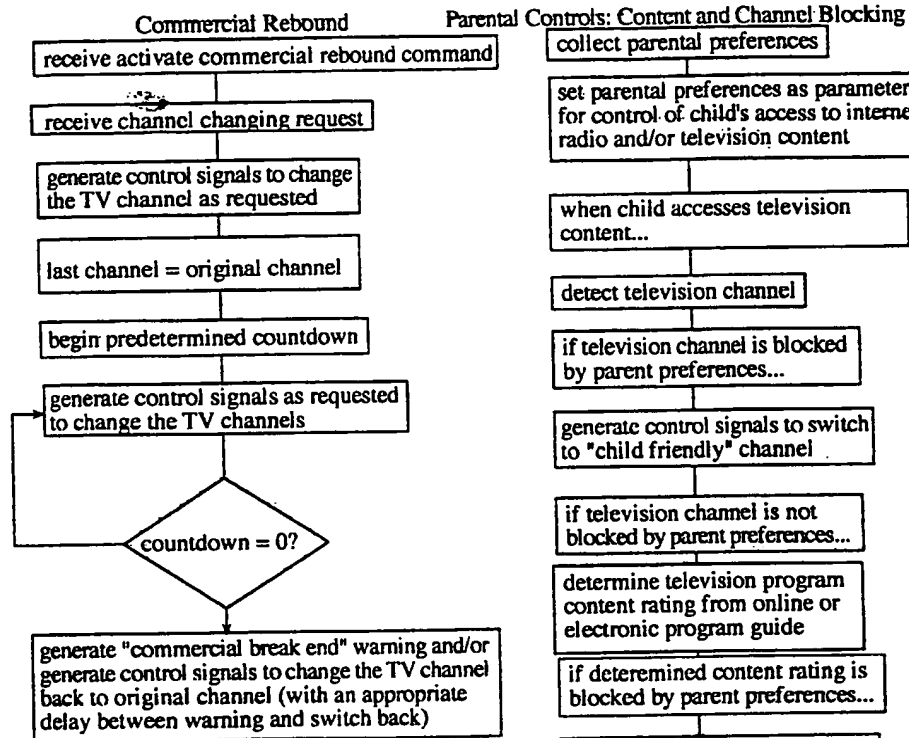 Commercial Rebound
receive activate commercial rebound command
receive channel changing request
generate control signals to change
the TV channel as requested
last channel = original channel
begin predetermined countdown
generate control signals as requested
to change the TV channels
countdown = 0?
generate "commercial break end" warning and/or
generate control signals to change the TV channel
back to original channel (with an appropriate
delay between warning and switch back)
Parental Controls: Content and Channel Blocking
collect parental preferences
set parental preferences as parameter
for control of child's access to interne
radio and/or television content
when child accesses television
content...
detect television channel
if television channel is blocked
by parent preferences...
generate control signals to switch
to "child friendly" channel
if television channel is not
blocked by parent preferences...
determine television program
content rating from online or
electronic program guide
if deteremined content rating is
blocked by parent preferences...